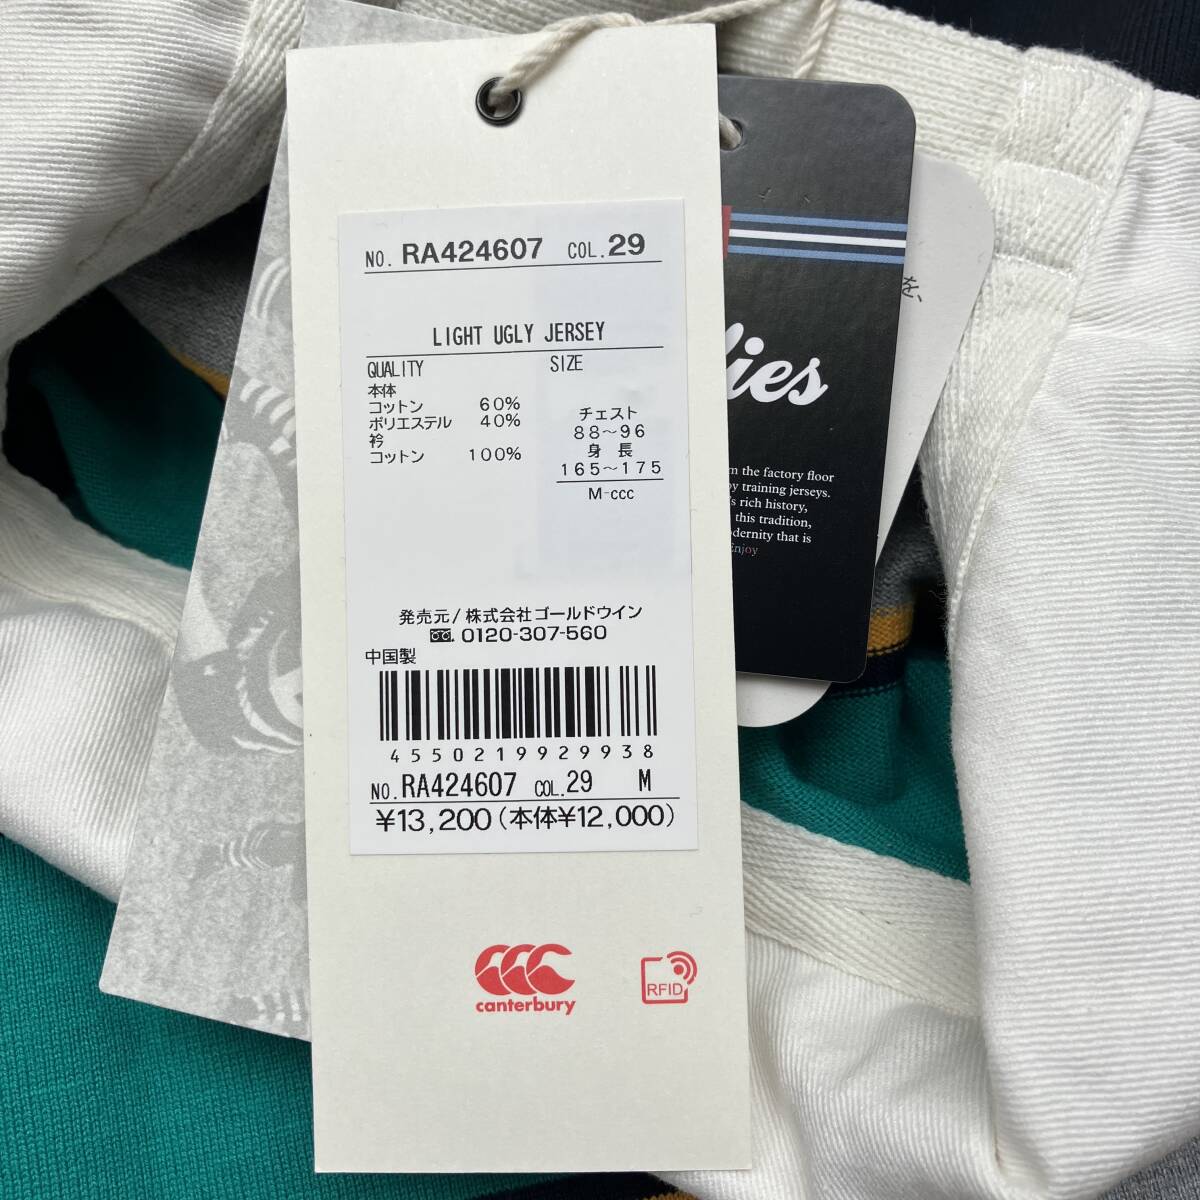 NO. RA424607 COL.29
LIGHT UGLY JERSEY
QUALITY SIZE
本体
コットン 60%
ポリエステル 40%
衿
コットン 100%
チェスト
88~96
身 長
165~175
M-ccc
発売元/株式会社ゴールドウイン
0120-307-560
中国製
4550219929938
NO. RA424607 COL.29 M
¥13,200(本体¥12,000)
canterbury
RFID
lies
m the factory floor
by training jerseys.
's rich history,
this tradition,
odernity that is
Enjoy